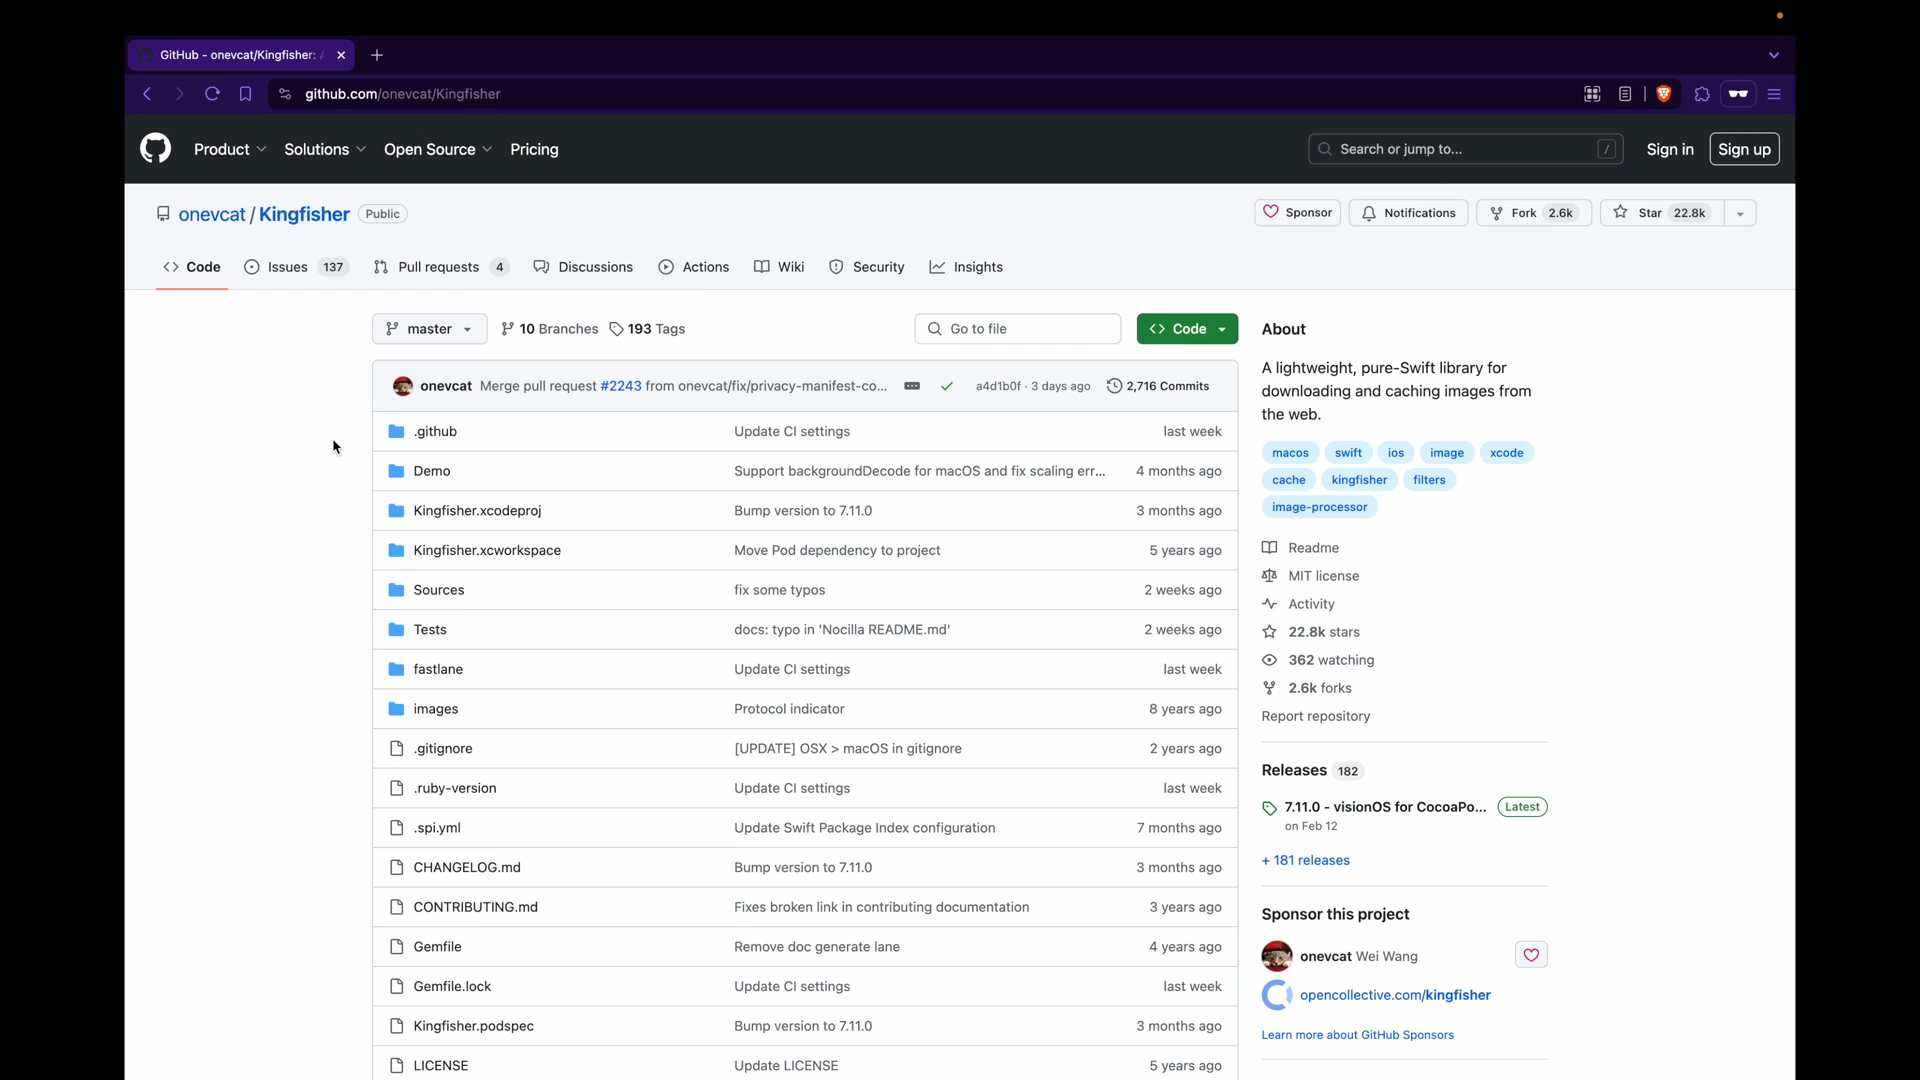 GitHub - onevcat/Kingfisher:
github.com/onevcat/Kingfisher
Product
Solutions
Open Source
Pricing
Search or jump to...
/
Sign in
Sign up
onevcat / Kingfisher
Public
Sponsor
Notifications
Fork 2.6k
Star 22.8k
Code
Issues 137
Pull requests 4
Discussions
Actions
Wiki
Security
Insights
master
10 Branches
193 Tags
Go to file
Code
onevcat Merge pull request #2243 from onevcat/fix/privacy-manifest-co... a4d1b0f · 3 days ago 2,716 Commits
.github Update CI settings last week
Demo Support backgroundDecode for macOS and fix scaling err... 4 months ago
Kingfisher.xcodeproj Bump version to 7.11.0 3 months ago
Kingfisher.xcworkspace Move Pod dependency to project 5 years ago
Sources fix some typos 2 weeks ago
Tests docs: typo in 'Nocilla README.md' 2 weeks ago
fastlane Update CI settings last week
images Protocol indicator 8 years ago
.gitignore [UPDATE] OSX > macOS in gitignore 2 years ago
.ruby-version Update CI settings last week
.spi.yml Update Swift Package Index configuration 7 months ago
CHANGELOG.md Bump version to 7.11.0 3 months ago
CONTRIBUTING.md Fixes broken link in contributing documentation 3 years ago
Gemfile Remove doc generate lane 4 years ago
Gemfile.lock Update CI settings last week
Kingfisher.podspec Bump version to 7.11.0 3 months ago
LICENSE Update LICENSE 5 years ago
About
A lightweight, pure-Swift library for
downloading and caching images from
the web.
macos swift ios image xcode
cache kingfisher filters
image-processor
Readme
MIT license
Activity
22.8k stars
362 watching
2.6k forks
Report repository
Releases 182
7.11.0 - visionOS for CocoaPo... Latest
on Feb 12
+ 181 releases
Sponsor this project
onevcat Wei Wang
opencollective.com/kingfisher
Learn more about GitHub Sponsors